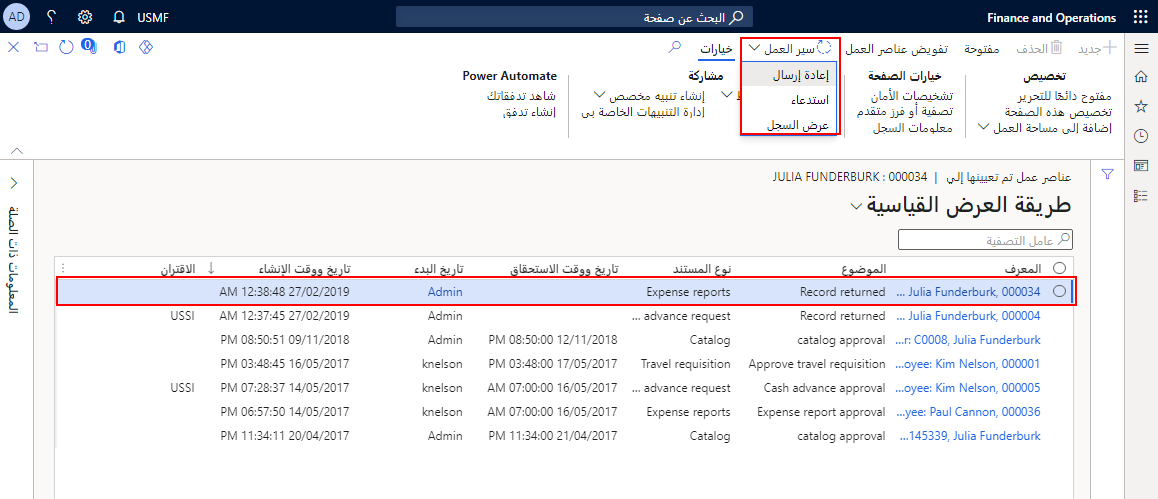 Finance and Operations
البحث عن صفحة
USMF
AD
جديد
الحذف
مفتوحة
تفويض عناصر العمل
سير العمل
خيارات
تخصيص
مفتوح دائمًا للتحرير
تخصيص هذه الصفحة
إضافة إلى مساحة العمل
خيارات الصفحة
تشخيصات الأمان
تصفية أو فرز متقدم
معلومات السجل
إعادة إرسال
استدعاء
عرض السجل
مشاركة
إنشاء تنبيه مخصص
إدارة التنبيهات الخاصة بي
Power Automate
شاهد تدفقاتك
إنشاء تدفق
عناصر عمل تم تعيينها إلي | JULIA FUNDERBURK : 000034
طريقة العرض القياسية
عامل التصفية
المعرف الموضوع نوع المستند تاريخ ووقت الاستحقاق تاريخ البدء تاريخ ووقت الإنشاء الاقتران
... Julia Funderburk, 000034 Record returned Expense reports Admin AM 12:38:48 27/02/2019
... Julia Funderburk, 000004 Record returned ... advance request Admin AM 12:37:45 27/02/2019 USSI
...r: C0008, Julia Funderburk catalog approval Catalog PM 08:50:00 12/11/2018 Admin PM 08:50:51 09/11/2018
...oyee: Kim Nelson, 000001 Approve travel requisition Travel requisition PM 03:48:00 17/05/2017 knelson PM 03:48:45 16/05/2017
...oyee: Kim Nelson, 000005 Cash advance approval ... advance request AM 07:00:00 16/05/2017 knelson PM 07:28:37 14/05/2017 USSI
...yee: Paul Cannon, 000036 Expense report approval Expense reports AM 07:00:00 16/05/2017 knelson PM 06:57:50 14/05/2017
...145339, Julia Funderburk catalog approval Catalog PM 11:34:00 21/04/2017 Admin PM 11:34:11 20/04/2017
المعلومات ذات الصلة